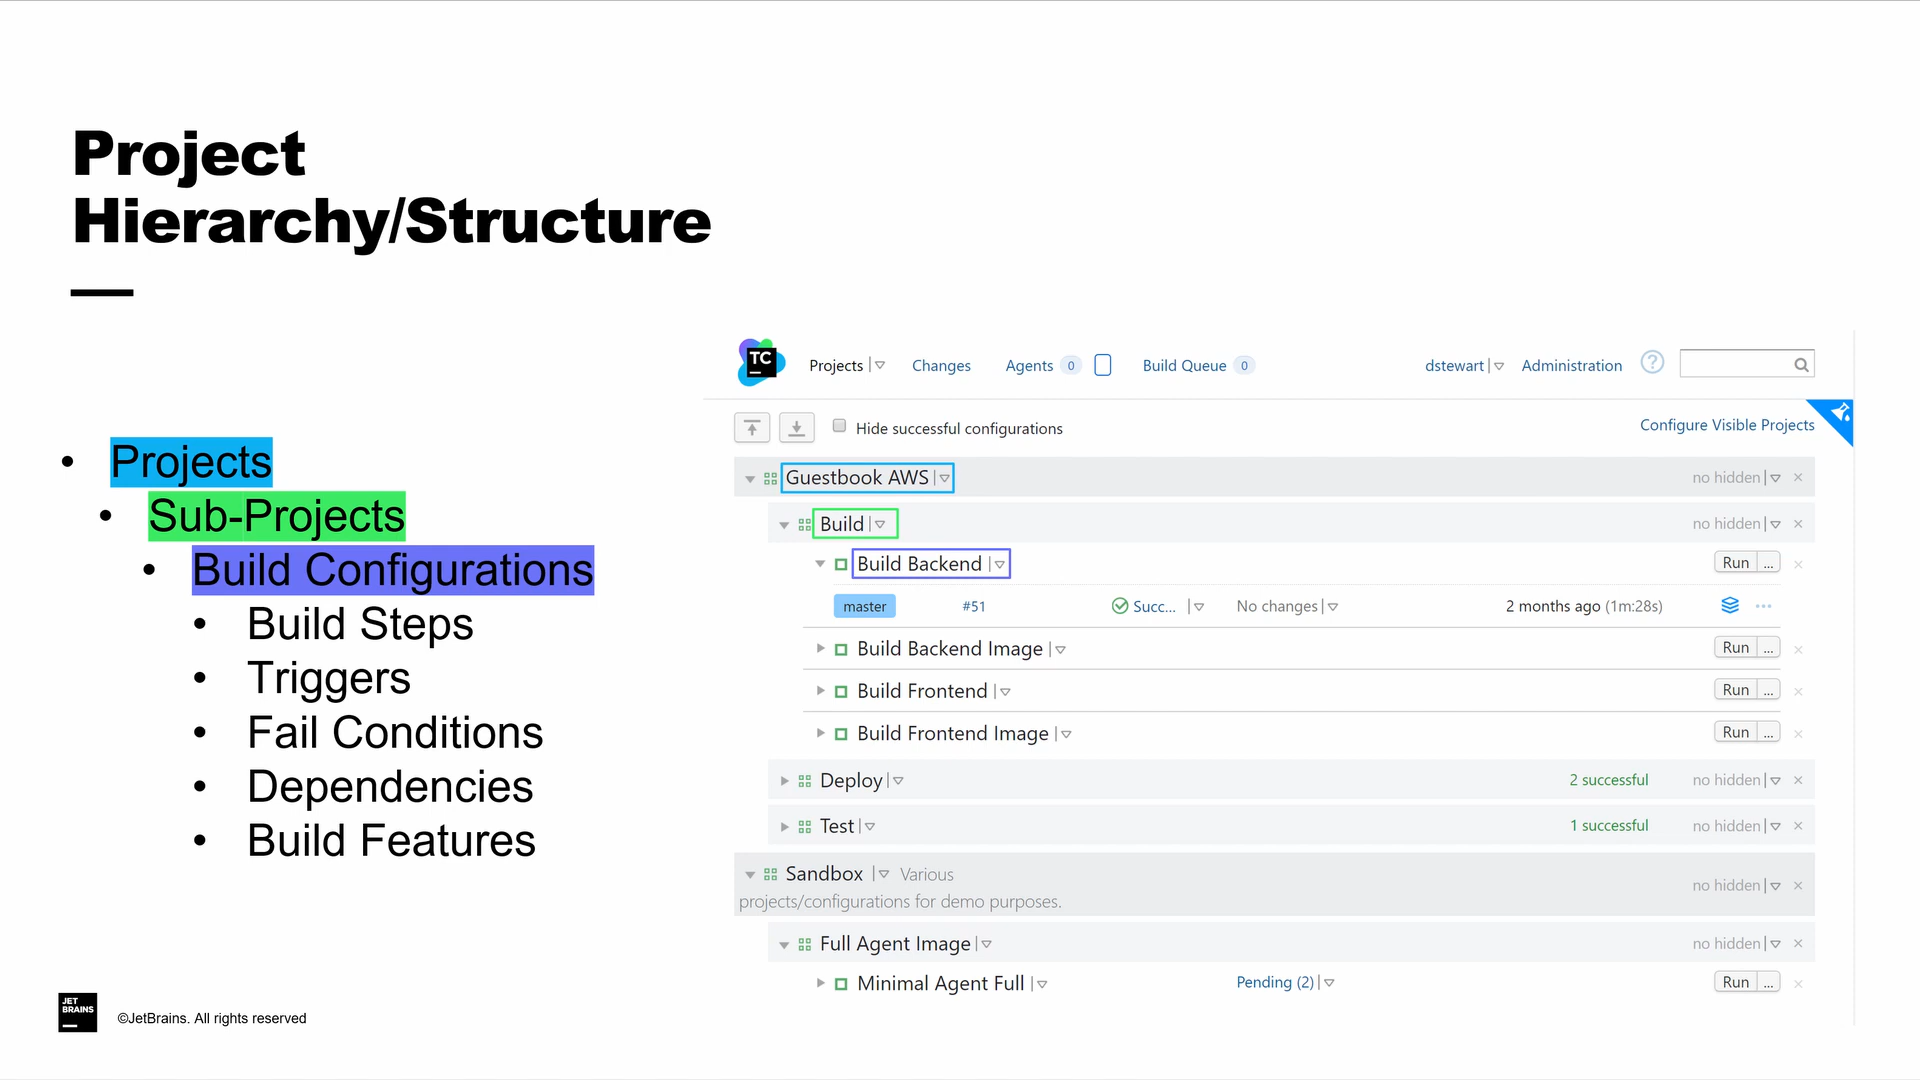 Project
Hierarchy/Structure
• Projects
• Sub-Projects
• Build Configurations
• Build Steps
• Triggers
• Fail Conditions
• Dependencies
• Build Features
TC
Projects Changes Agents 0 Build Queue 0 dstewart Administration ?
Hide successful configurations Configure Visible Projects
Guestbook AWS no hidden
Build no hidden
Build Backend Run ...
master #51 Succ... No changes 2 months ago (1m:28s)
Build Backend Image Run ...
Build Frontend Run ...
Build Frontend Image Run ...
Deploy 2 successful no hidden
Test 1 successful no hidden
Sandbox Various
projects/configurations for demo purposes. no hidden
Full Agent Image no hidden
Minimal Agent Full Pending (2) Run ...
JET
BRAINS
©JetBrains. All rights reserved